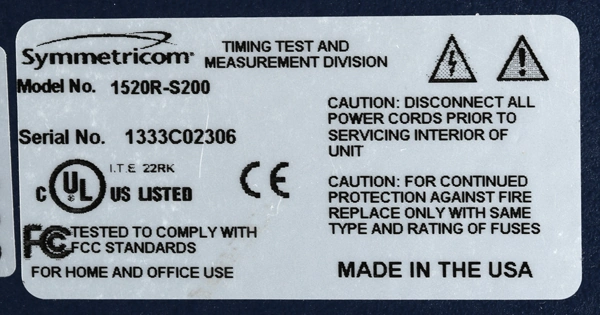 Symmetricom®
TIMING TEST AND
MEASUREMENT DIVISION
Model No. 1520R-S200
Serial No. 1333C02306
I.T.E 22RK
C UL US LISTED
CE
FC TESTED TO COMPLY WITH
FCC STANDARDS
FOR HOME AND OFFICE USE
CAUTION: DISCONNECT ALL
POWER CORDS PRIOR TO
SERVICING INTERIOR OF
UNIT
CAUTION: FOR CONTINUED
PROTECTION AGAINST FIRE
REPLACE ONLY WITH SAME
TYPE AND RATING OF FUSES
MADE IN THE USA